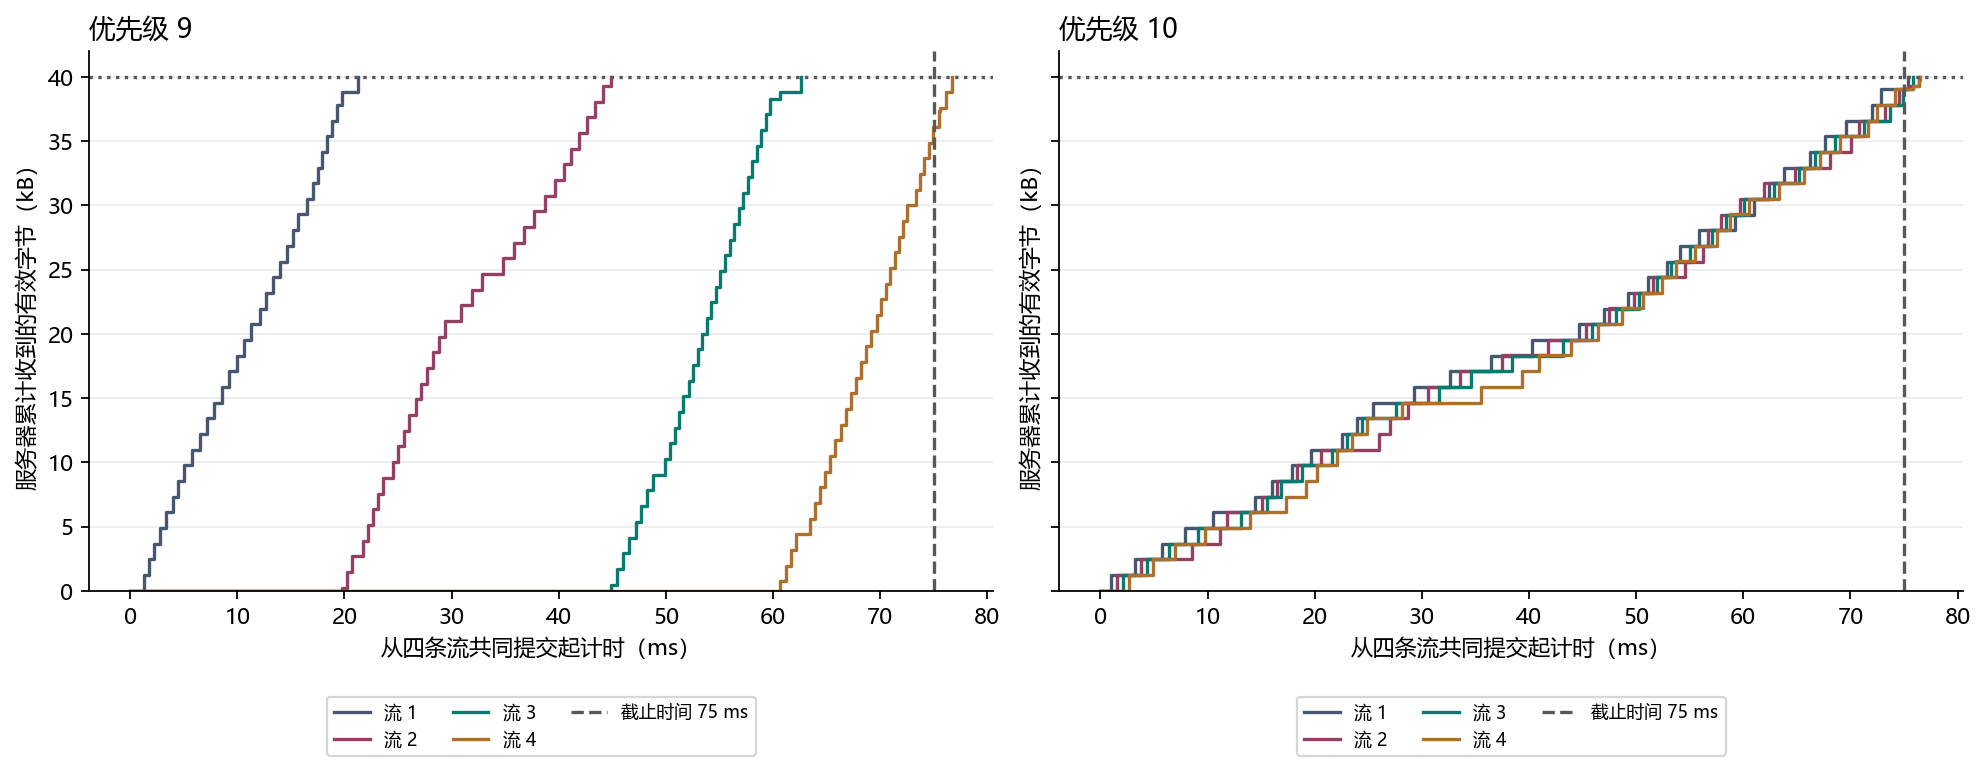 优先级 9
服务器累计收到的有效字节（kB）
40
35
30
25
20
15
10
5
0
0 10 20 30 40 50 60 70 80
从四条流共同提交起计时（ms）
流 1 流 3 截止时间 75 ms
流 2 流 4
优先级 10
服务器累计收到的有效字节（kB）
0 10 20 30 40 50 60 70 80
从四条流共同提交起计时（ms）
流 1 流 3 截止时间 75 ms
流 2 流 4